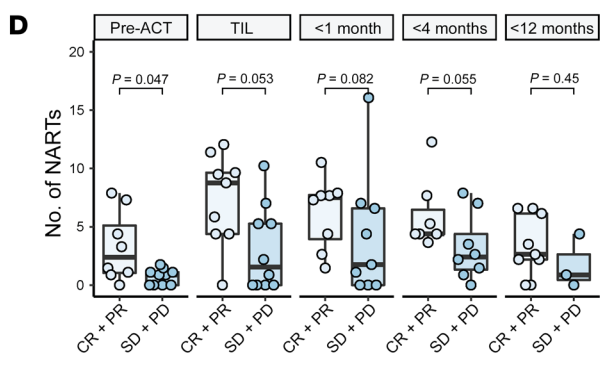 D
Pre-ACT TIL <1 month <4 months <12 months
P = 0.047 P = 0.053 P = 0.082 P = 0.055 P = 0.45
No. of NARTs
20
15
10
5
0
CR + PR SD + PD CR + PR SD + PD CR + PR SD + PD CR + PR SD + PD CR + PR SD + PD